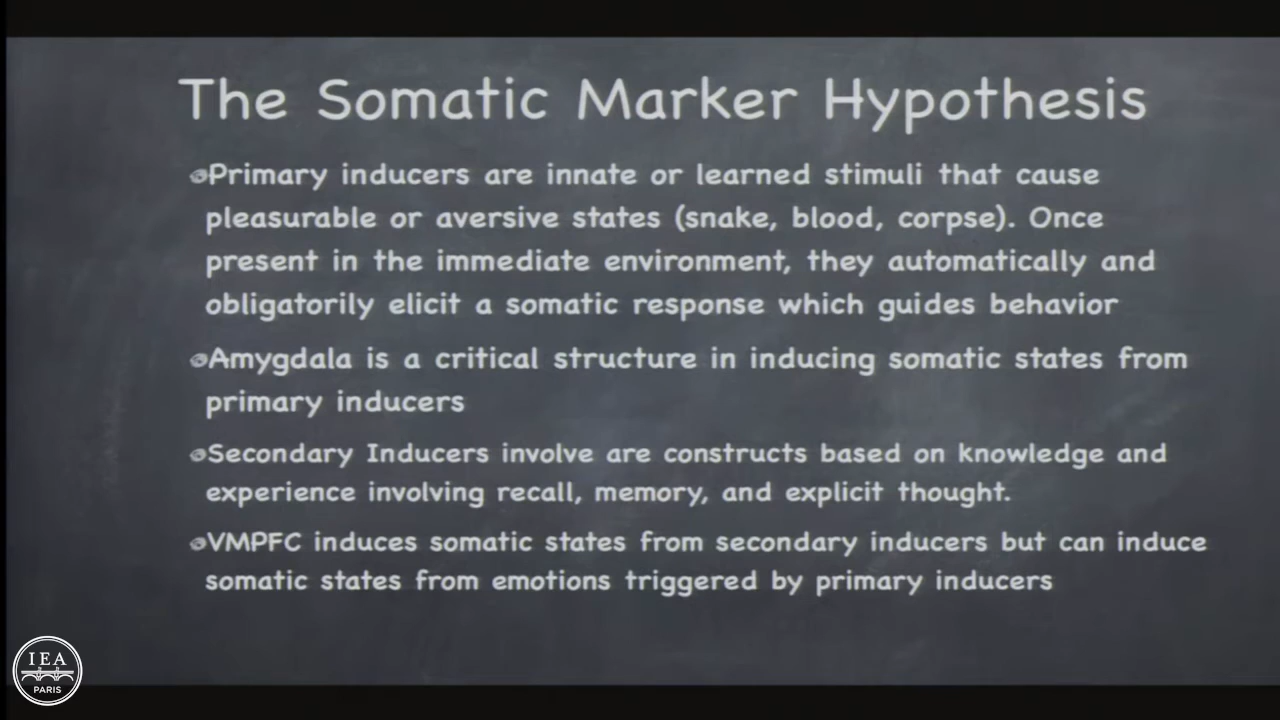 The Somatic Marker Hypothesis
Primary inducers are innate or learned stimuli that cause
pleasurable or aversive states (snake, blood, corpse). Once
present in the immediate environment, they automatically and
obligatorily elicit a somatic response which guides behavior
Amygdala is a critical structure in inducing somatic states from
primary inducers
Secondary Inducers involve are constructs based on knowledge and
experience involving recall, memory, and explicit thought.
VMPFC induces somatic states from secondary inducers but can induce
somatic states from emotions triggered by primary inducers
IEA
PARIS